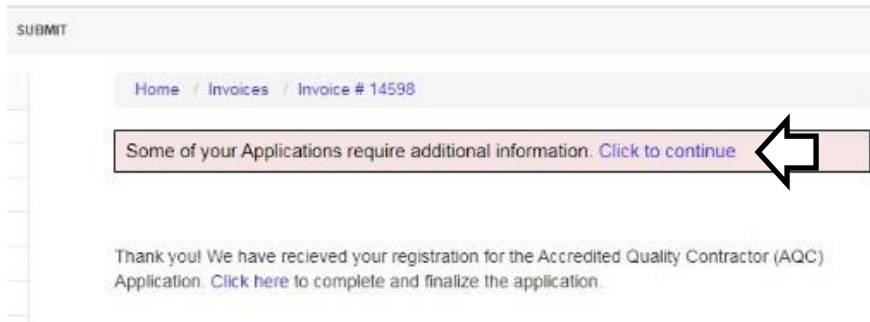 SUBMIT
Home / Invoices / Invoice # 14598
Some of your Applications require additional information. Click to continue
Thank you! We have recieved your registration for the Accredited Quality Contractor (AQC)
Application. Click here to complete and finalize the application.